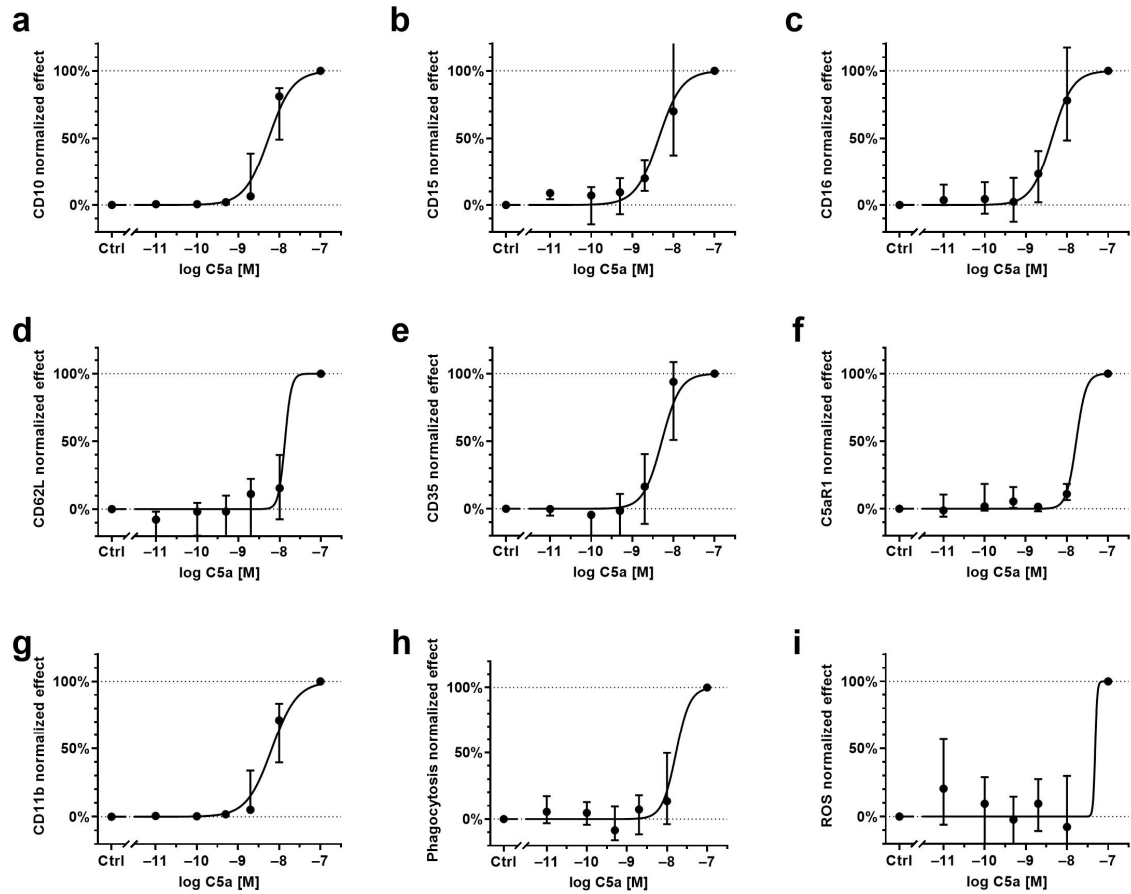 a
CD10 normalized effect
100%
50%
0%
Ctrl –11 –10 –9 –8 –7
log C5a [M]
b
CD15 normalized effect
100%
50%
0%
Ctrl –11 –10 –9 –8 –7
log C5a [M]
c
CD16 normalized effect
100%
50%
0%
Ctrl –11 –10 –9 –8 –7
log C5a [M]
d
CD62L normalized effect
100%
50%
0%
Ctrl –11 –10 –9 –8 –7
log C5a [M]
e
CD35 normalized effect
100%
50%
0%
Ctrl –11 –10 –9 –8 –7
log C5a [M]
f
C5aR1 normalized effect
100%
50%
0%
Ctrl –11 –10 –9 –8 –7
log C5a [M]
g
CD11b normalized effect
100%
50%
0%
Ctrl –11 –10 –9 –8 –7
log C5a [M]
h
Phagocytosis normalized effect
100%
50%
0%
Ctrl –11 –10 –9 –8 –7
log C5a [M]
i
ROS normalized effect
100%
50%
0%
Ctrl –11 –10 –9 –8 –7
log C5a [M]